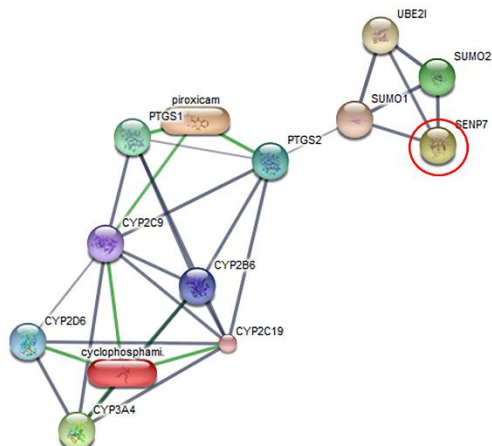 UBE2I
SUMO2
piroxicam
SUMO1
SENP7
PTGS1
PTGS2
CYP2C9
CYP2B6
CYP2D6
CYP2C19
cyclophosphami.
CYP3A4